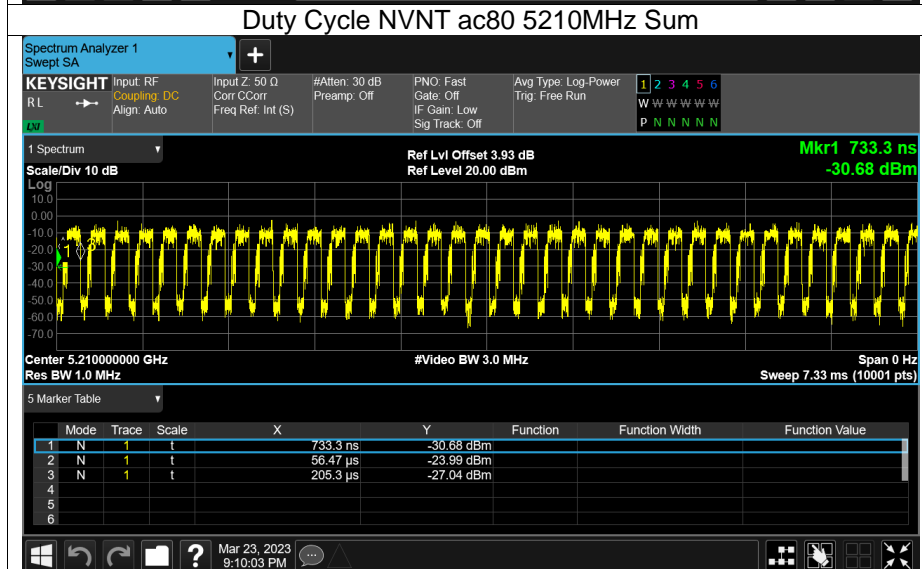 Duty Cycle NVNT ac80 5210MHz Sum
Spectrum Analyzer 1
Swept SA
+
KEYSIGHT Input: RF Input Z: 50 Ω #Atten: 30 dB PNO: Fast Avg Type: Log-Power 1 2 3 4 5 6
RL Coupling: DC Corr CCorr Preamp: Off Gate: Off Trig: Free Run W W W W W W
Align: Auto Freq Ref: Int (S) IF Gain: Low
LXI Sig Track: Off P N N N N N
1 Spectrum Ref Lvl Offset 3.93 dB Mkr1 733.3 ns
Scale/Div 10 dB Ref Level 20.00 dBm -30.68 dBm
Log
10.0
0.00
-10.0
-20.0
-30.0
-40.0
-50.0
-60.0
-70.0
1 3
Center 5.210000000 GHz #Video BW 3.0 MHz Span 0 Hz
Res BW 1.0 MHz Sweep 7.33 ms (10001 pts)
5 Marker Table
Mode Trace Scale X Y Function Function Width Function Value
1 N 1 t 733.3 ns -30.68 dBm
2 N 1 t 56.47 µs -23.99 dBm
3 N 1 t 205.3 µs -27.04 dBm
4
5
6
? Mar 23, 2023
9:10:03 PM